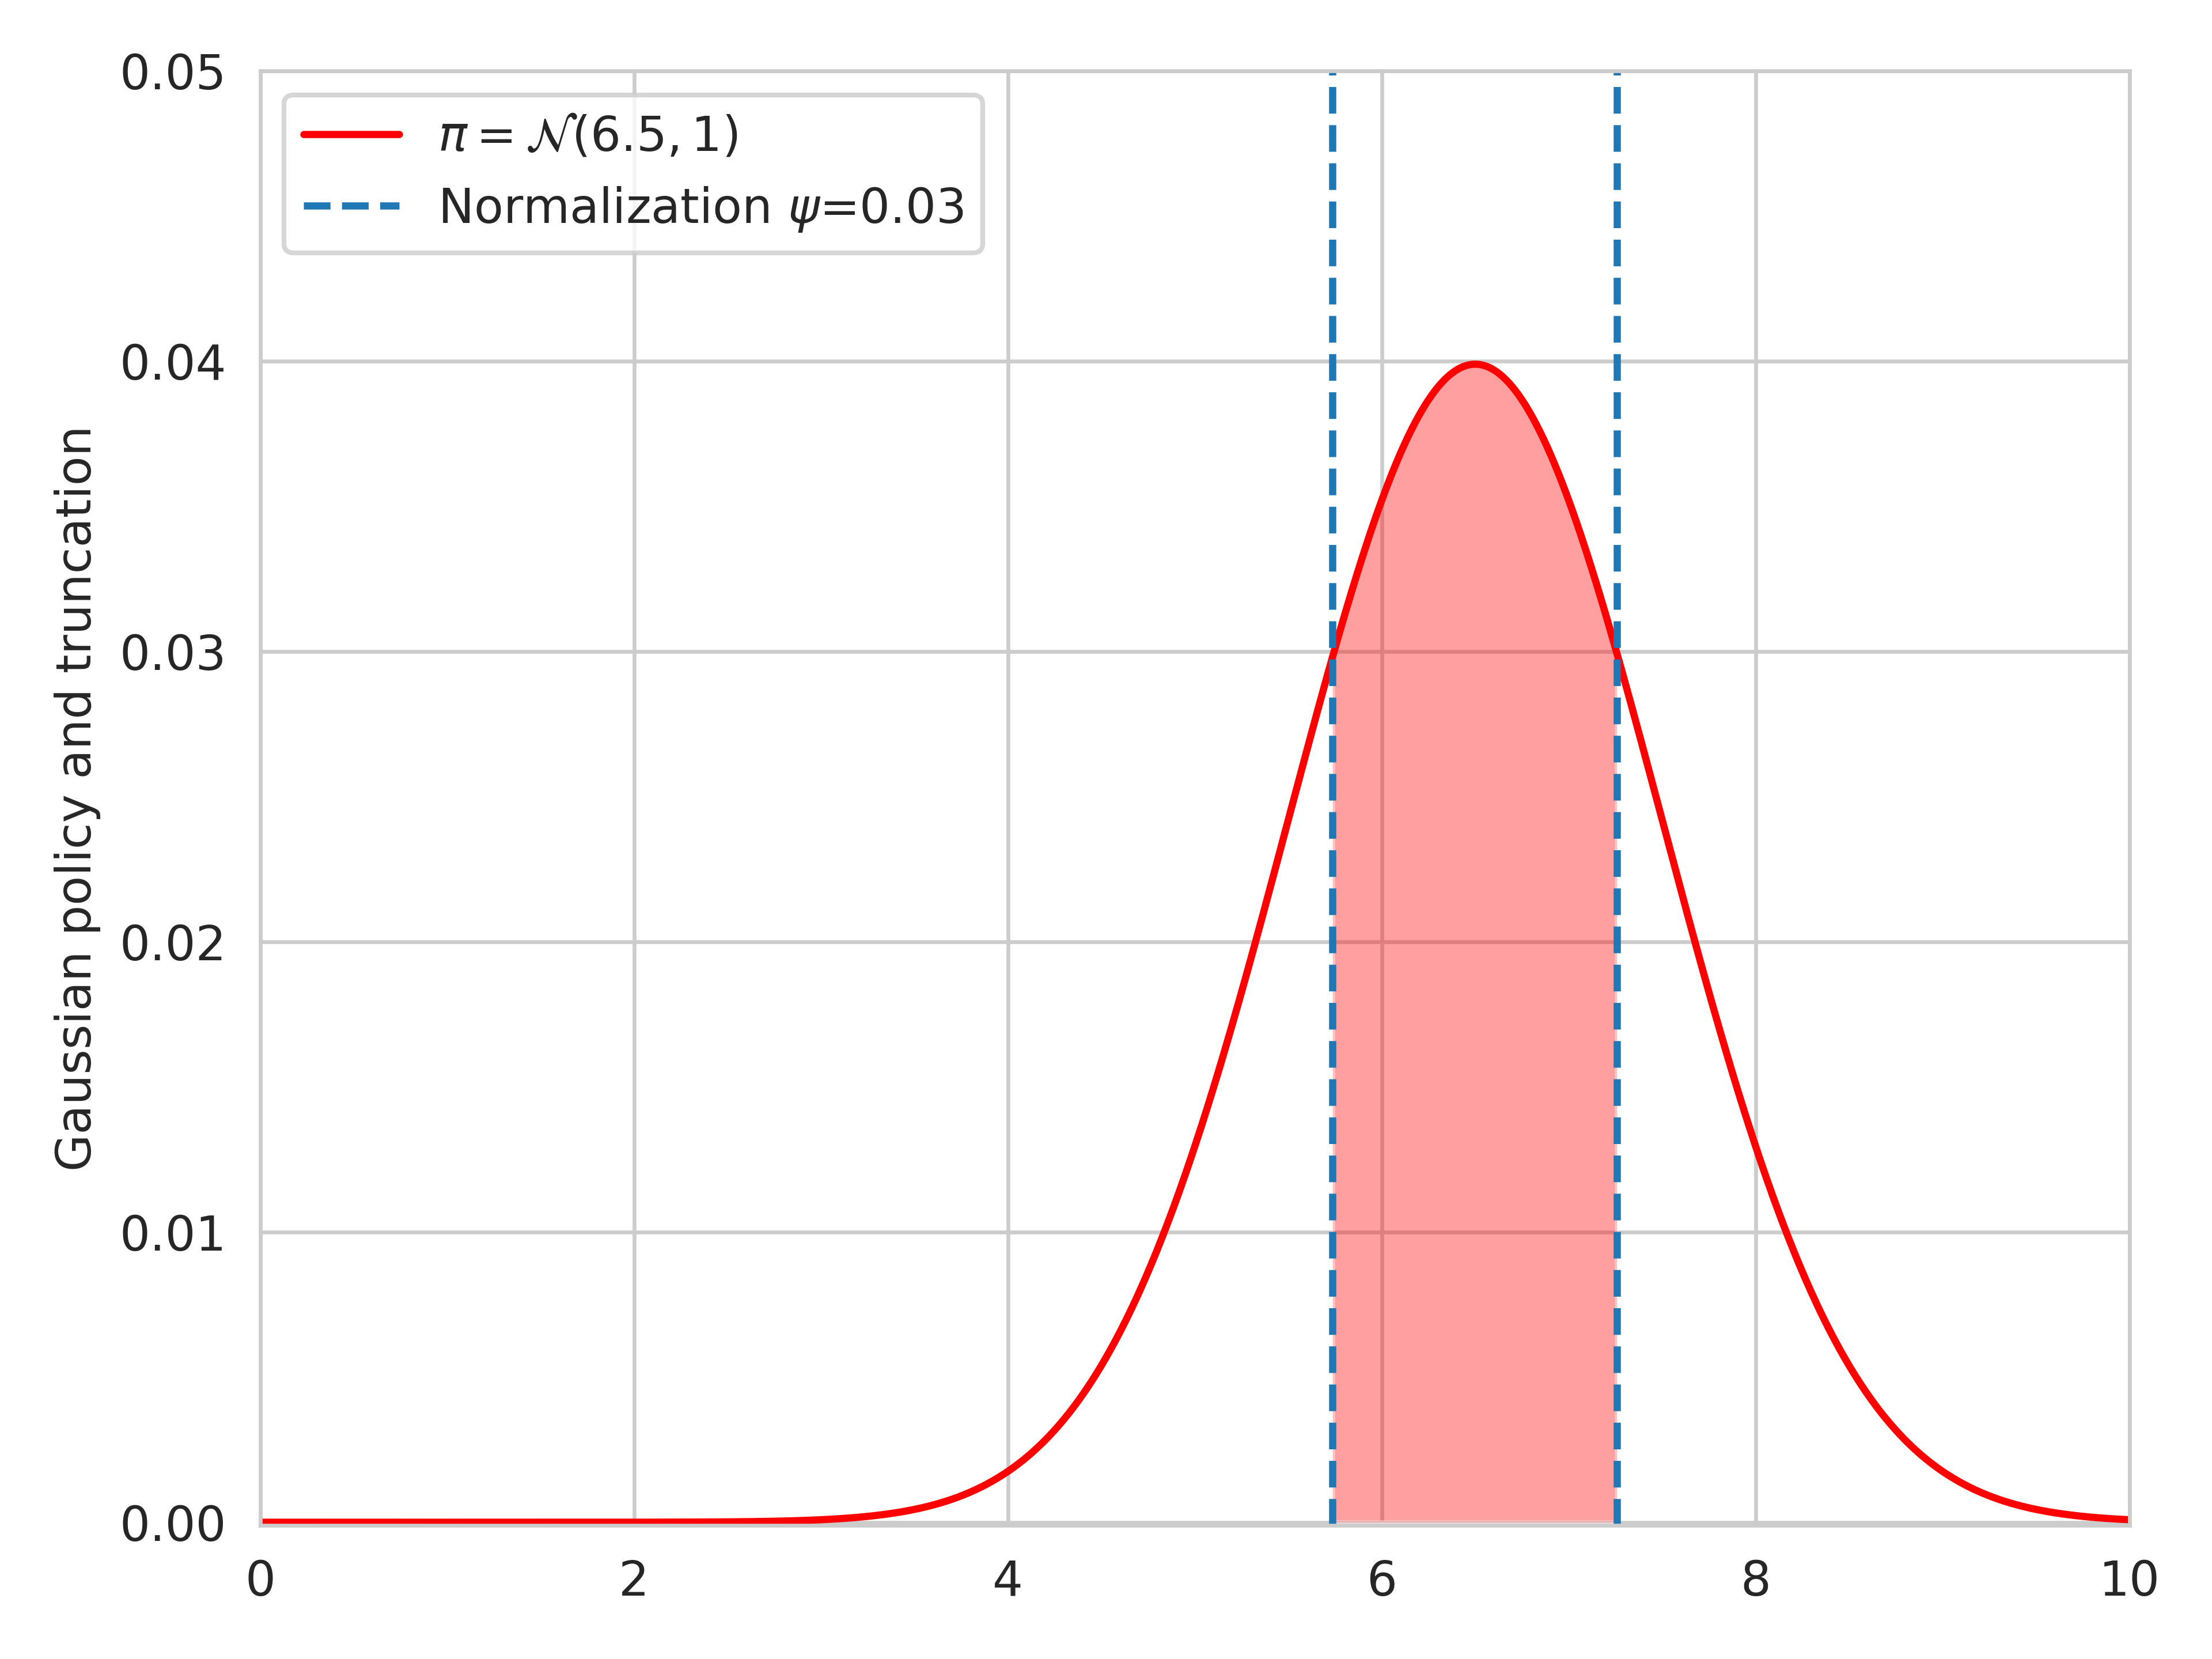 0.05
0.04
0.03
0.02
0.01
0.00
Gaussian policy and truncation
π = 𝒩(6.5, 1)
Normalization ψ=0.03
0 2 4 6 8 10